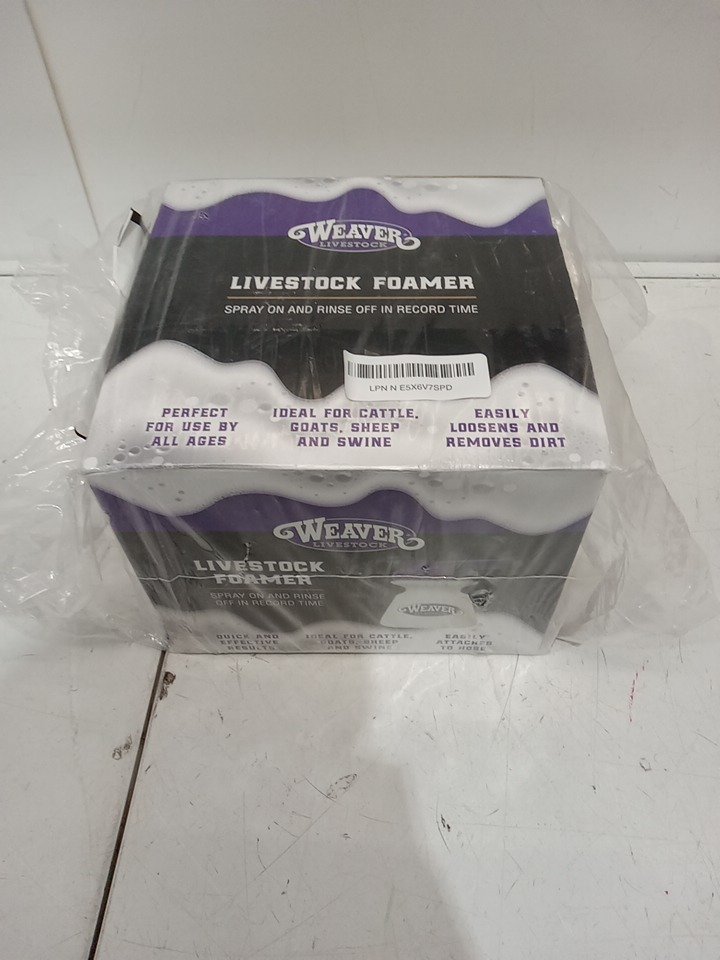 WEAVER
LIVESTOCK
LIVESTOCK FOAMER
SPRAY ON AND RINSE OFF IN RECORD TIME
LPN N E5X6V7SPD
PERFECT
FOR USE BY
ALL AGES
IDEAL FOR CATTLE,
GOATS, SHEEP
AND SWINE
EASILY
LOOSENS AND
REMOVES DIRT
WEAVER
LIVESTOCK
LIVESTOCK
FOAMER
SPRAY ON AND RINSE
OFF IN RECORD TIME
WEAVER
QUICK AND
EFFECTIVE
RESULTS
IDEAL FOR CATTLE,
GOATS, SHEEP
AND SWINE
EASILY
ATTACHES
TO HOSE